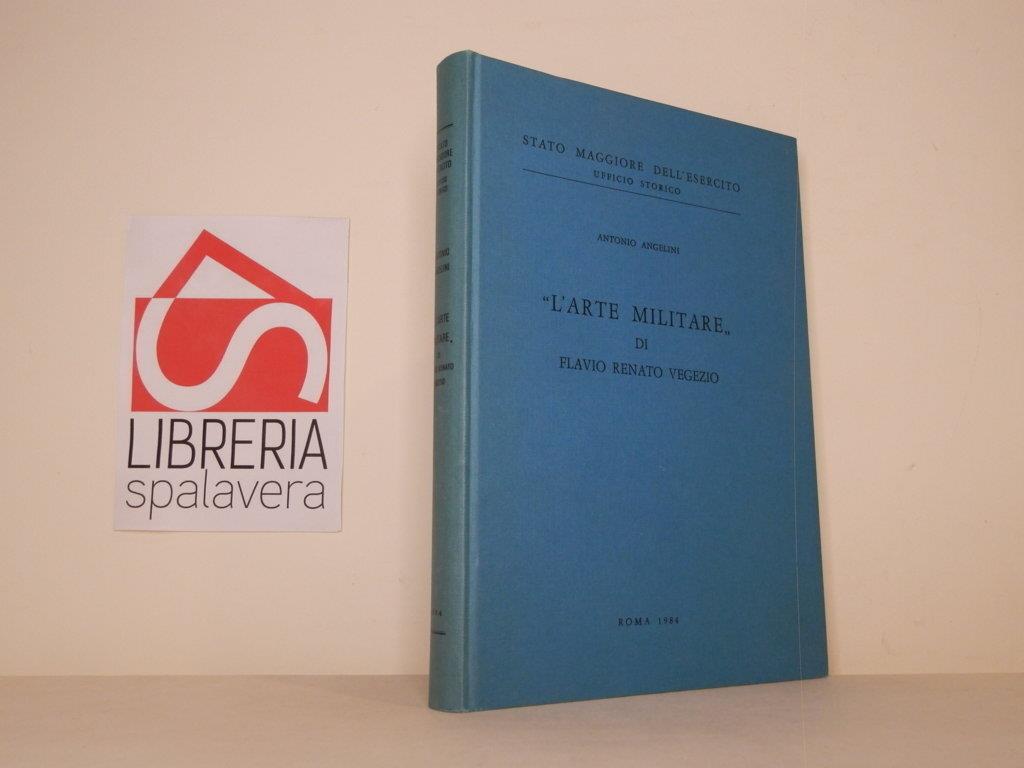 LIBRERIA
spalavera
STATO MAGGIORE DELL'ESERCITO
UFFICIO STORICO
ANTONIO ANGELINI
“L'ARTE MILITARE„
DI
FLAVIO RENATO VEGEZIO
ROMA 1984